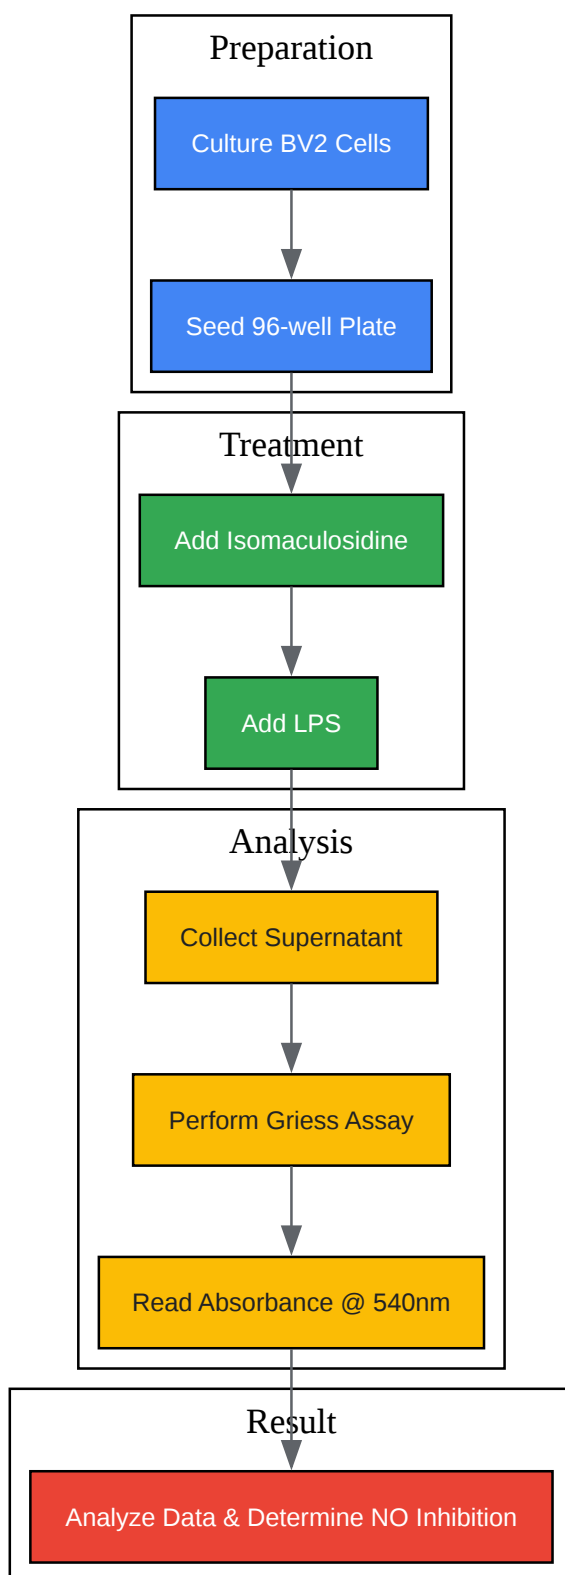 Preparation
Culture BV2 Cells
Seed 96-well Plate
Treatment
Add Isomaculosidine
Add LPS
Analysis
Collect Supernatant
Perform Griess Assay
Read Absorbance @ 540nm
Result
Analyze Data & Determine NO Inhibition